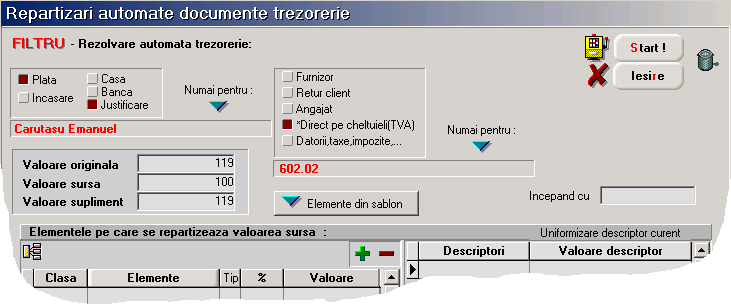 Repartizari automate documente trezorerie
FILTRU - Rezolvare automata trezorerie:
Start !
Iesire
Plata
Incasare
Casa
Banca
Justificare
Numai pentru :
Carutasu Emanuel
Furnizor
Retur client
Angajat
*Direct pe cheltuieli(TVA)
Datorii,taxe,impozite,...
Numai pentru :
602.02
Valoare originala 119
Valoare sursa 100
Valoare supliment 119
Elemente din sablon
Incepand cu
Elementele pe care se repartizeaza valoarea sursa :
Uniformizare descriptor curent
Clasa Elemente Tip % Valoare
Descriptori Valoare descriptor